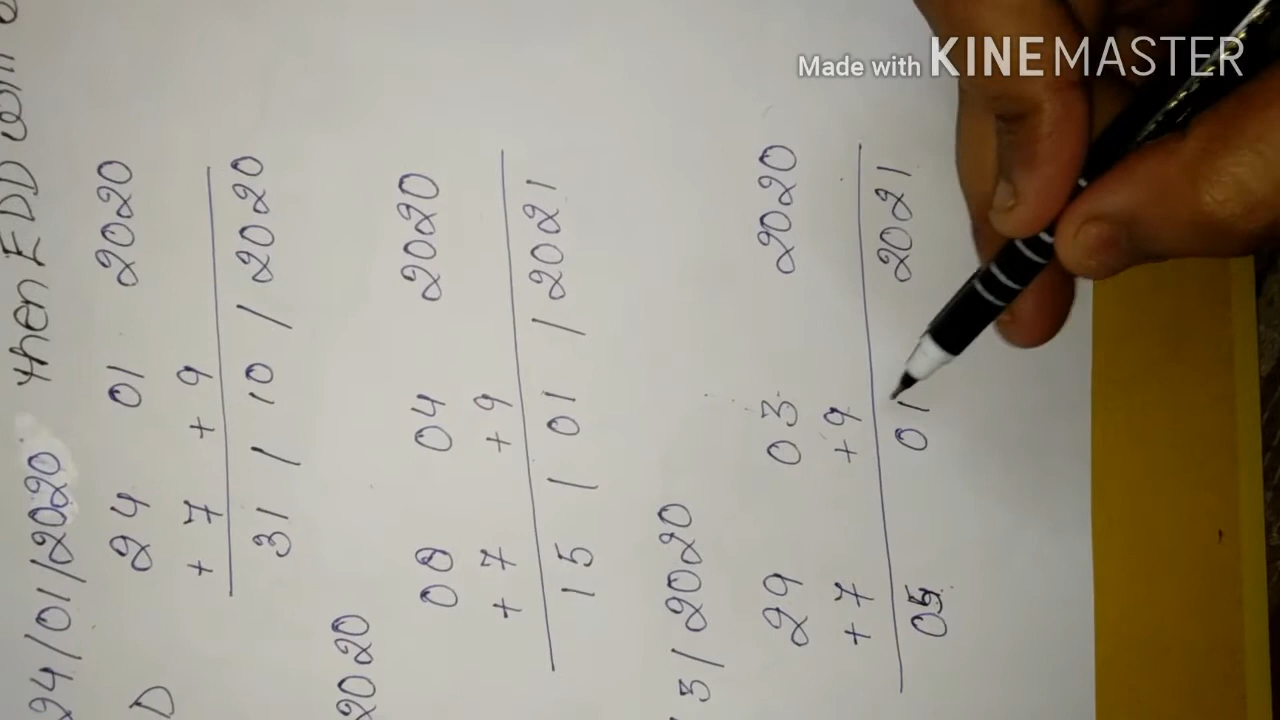 Made with KINEMASTER
24/01/2020 then EDD will
D
24 01 2020
+7 +9
31 / 10 / 2020
2020
08 04 2020
+7 +9
15 / 01 / 2021
3/2020
29 03 2020
+7 +9
05 01 2021